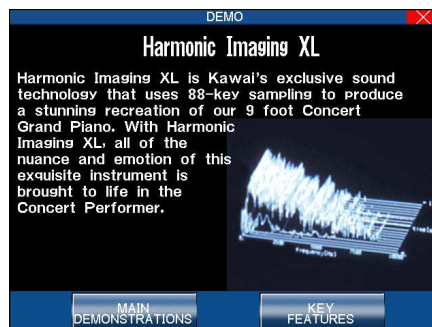 DEMO
Harmonic Imaging XL
Harmonic Imaging XL is Kawai's exclusive sound
technology that uses 88-key sampling to produce
a stunning recreation of our 9 foot Concert
Grand Piano. With Harmonic
Imaging XL, all of the
nuance and emotion of this
exquisite instrument is
brought to life in the
Concert Performer.
frequency[Hz]
MAIN
DEMONSTRATIONS
KEY
FEATURES